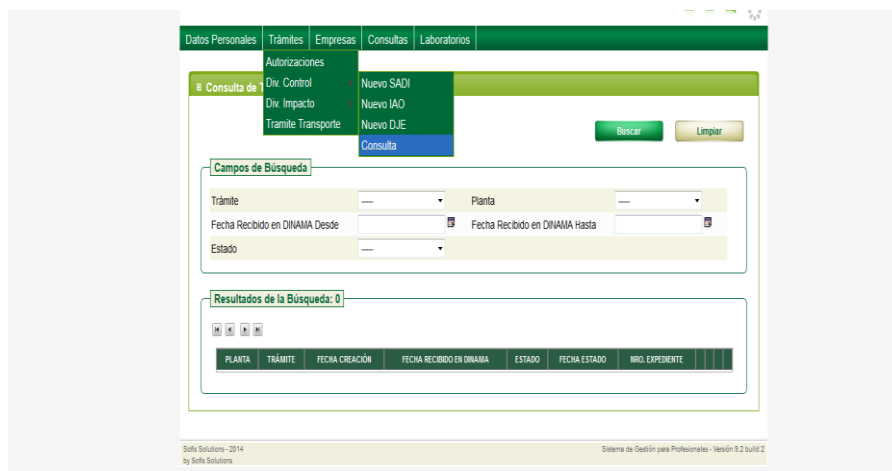 Datos Personales Trámites Empresas Consultas Laboratorios
Autorizaciones
Consulta de Div. Control Nuevo SADI
Div. Impacto Nuevo IAO
Tramite Transporte Nuevo DJE
Buscar Limpiar
Consulta
Campos de Búsqueda
Trámite ----- Planta -----
Fecha Recibido en DINAMA Desde Fecha Recibido en DINAMA Hasta
Estado -----
Resultados de la Búsqueda: 0
PLANTA TRÁMITE FECHA CREACIÓN FECHA RECIBIDO EN DINAMA ESTADO FECHA ESTADO NRO. EXPEDIENTE
Sofis Solutions - 2014 Sistema de Gestión para Profesionales - Versión 9.2 build 2
by Sofis Solutions